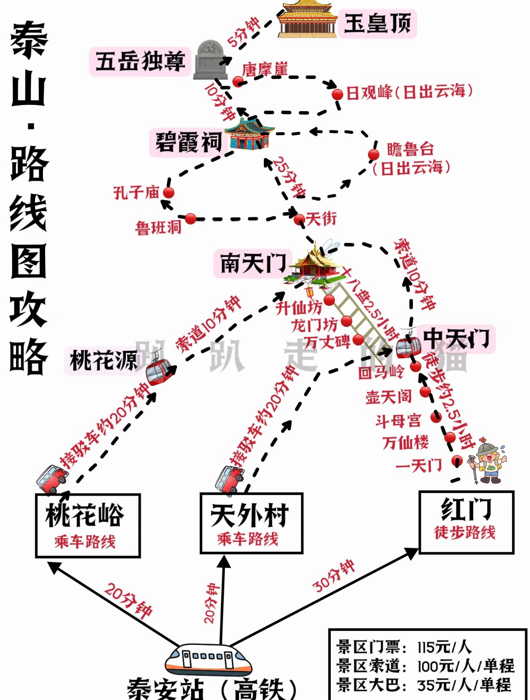 泰山·路线图攻略
玉皇顶
5分钟
五岳独尊
唐摩崖
日观峰(日出云海)
10分钟
碧霞祠
瞻鲁台
(日出云海)
25分钟
孔子庙
鲁班洞
天街
南天门
索道10分钟
十八盘2.5小时
升仙坊
龙门坊
万丈碑
中天门
索道10分钟
桃花源
趴趴走的猫
回马岭
壶天阁
斗母宫
万仙楼
一天门
徒步约2.5小时
接驳车约20分钟
接驳车约20分钟
桃花峪
乘车路线
天外村
乘车路线
红门
徒步路线
20分钟
20分钟
30分钟
泰安站(高铁)
景区门票：115元/人
景区索道：100元/人/单程
景区大巴：35元/人/单程